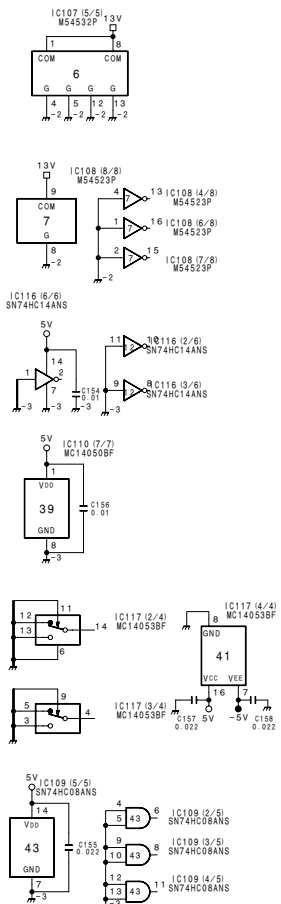 IC107 (5/5)
M54532P
13V
1 8
COM COM
6
G G G G
4 5 12 13
-2 -2 -2 -2
13V
IC108 (8/8)
M54523P
9
COM
7
G
8
-2
4 7 13 IC108 (4/8)
M54523P
1 7 16 IC108 (6/8)
M54523P
2 7 15 IC108 (7/8)
M54523P
-2
IC116 (6/6)
SN74HC14ANS
5V
14
1 2
7
-3 -3 -3
C154
0.01
11 12 10 IC116 (2/6)
SN74HC14ANS
9 12 8 IC116 (3/6)
SN74HC14ANS
-3
5V
IC110 (7/7)
MC14050BF
1
VDD
39
GND
8
-3
C156
0.01
11
12
13
14
6
IC117 (2/4)
MC14053BF
9
5
3
4
IC117 (3/4)
MC14053BF
IC117 (4/4)
MC14053BF
8
GND
41
VCC VEE
16 7
C157
0.022
5V -5V
C158
0.022
5V
IC109 (5/5)
SN74HC08ANS
14
VDD
43
GND
7
-3
C155
0.022
4
5 43 6 IC109 (2/5)
SN74HC08ANS
9
10 43 8 IC109 (3/5)
SN74HC08ANS
12
13 43 11 IC109 (4/5)
SN74HC08ANS
-3